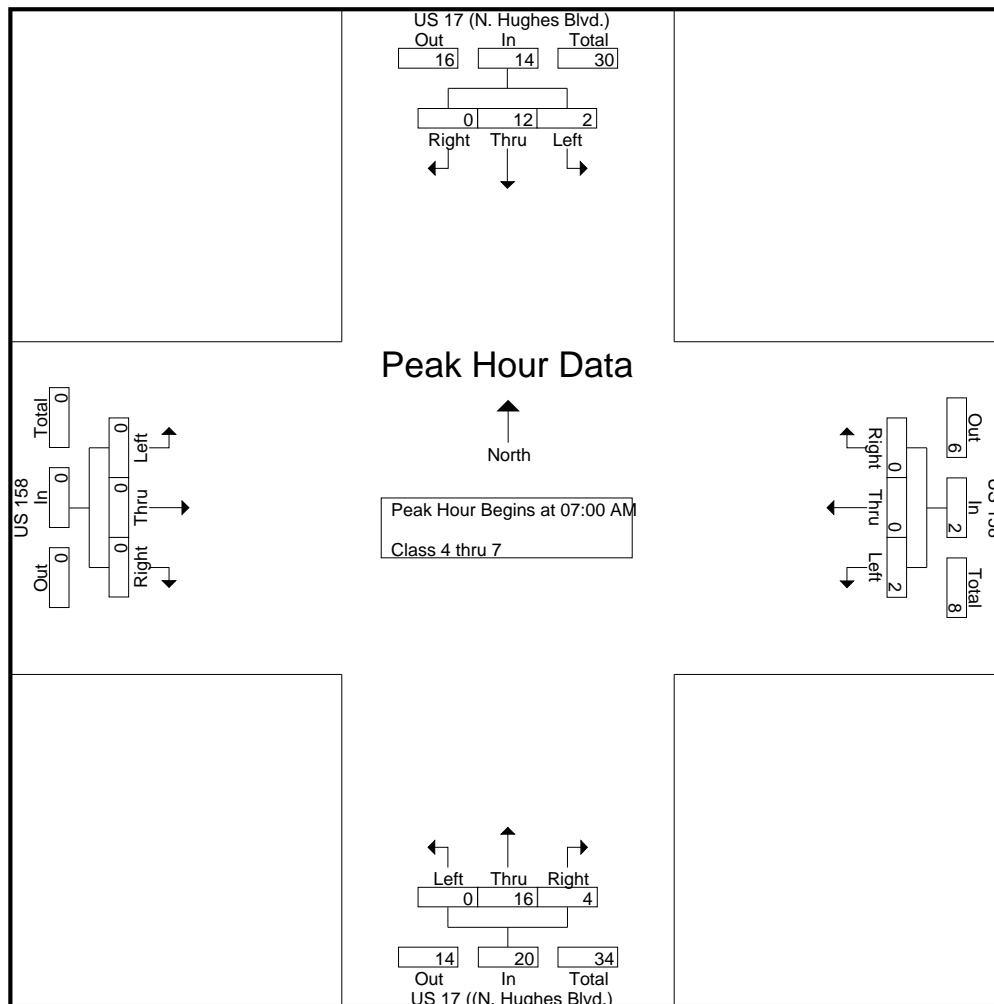 US 17 (N. Hughes Blvd.)
Out In Total
16 14 30
0 12 2
Right Thru Left
Peak Hour Data
North
Peak Hour Begins at 07:00 AM
Class 4 thru 7
US 158
Total In Out
0 0 0
0 0 0
Left Thru Right
Right Thru Left
0 0 2
6 2 8
Out In Total
Left Thru Right
0 16 4
14 20 34
Out In Total
US 17 ((N. Hughes Blvd.)